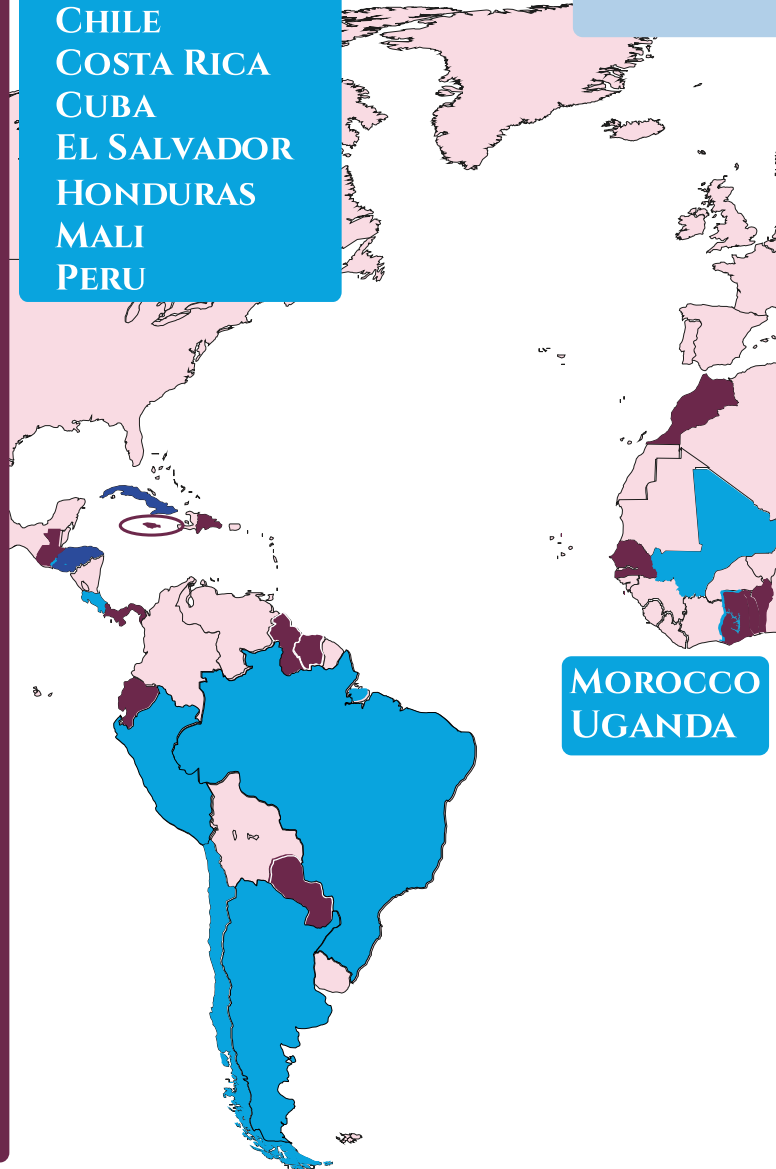 Chile
Costa Rica
Cuba
El Salvador
Honduras
Mali
Peru
Morocco
Uganda